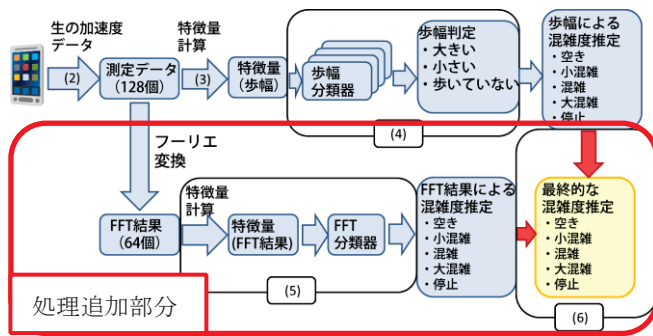 生の加速度
データ
(2)
測定データ
(128個)
特徴量
計算
(3)
特徴量
(歩幅)
歩幅
分類器
歩幅判定
・大きい
・小さい
・歩いていない
(4)
歩幅による
混雑度推定
・空き
・小混雑
・混雑
・大混雑
・停止
フーリエ
変換
FFT結果
(64個)
特徴量
計算
特徴量
(FFT結果)
FFT
分類器
(5)
FFT結果による
混雑度推定
・空き
・小混雑
・混雑
・大混雑
・停止
最終的な
混雑度推定
・空き
・小混雑
・混雑
・大混雑
・停止
(6)
処理追加部分